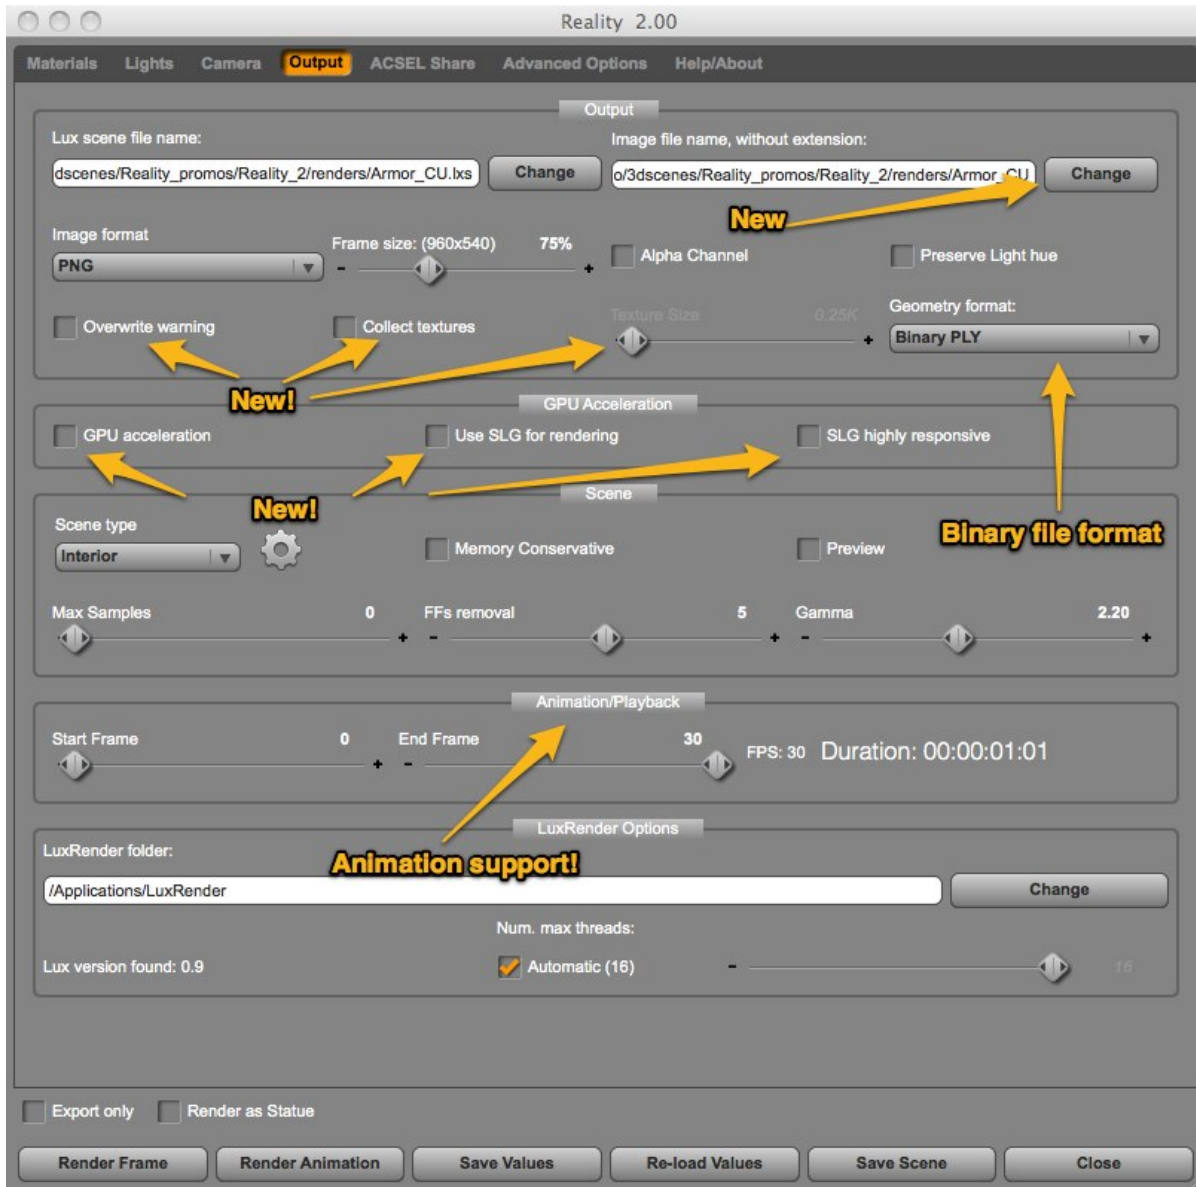 Reality 2.00
Materials Lights Camera Output ACSEL Share Advanced Options Help/About
Output
Lux scene file name:
Image file name, without extension:
dscenes/Reality_promos/Reality_2/renders/Armor_CU.lxs Change o/3dscenes/Reality_promos/Reality_2/renders/Armor_CU Change
New
Image format
Frame size: (960x540) 75%
PNG
- +
Alpha Channel
Preserve Light hue
Overwrite warning
Collect textures
Texture Size 0.25K
+
Geometry format:
Binary PLY
New!
GPU Acceleration
GPU acceleration
Use SLG for rendering
SLG highly responsive
New!
Scene
Binary file format
Scene type
Interior
Memory Conservative
Preview
Max Samples 0 FFs removal 5 Gamma 2.20
+ - + - +
Animation/Playback
Start Frame 0 End Frame 30
+ -
FPS: 30 Duration: 00:00:01:01
LuxRender Options
LuxRender folder:
Animation support!
/Applications/LuxRender Change
Num. max threads:
Lux version found: 0.9
Automatic (16) - 16
Export only Render as Statue
Render Frame Render Animation Save Values Re-load Values Save Scene Close